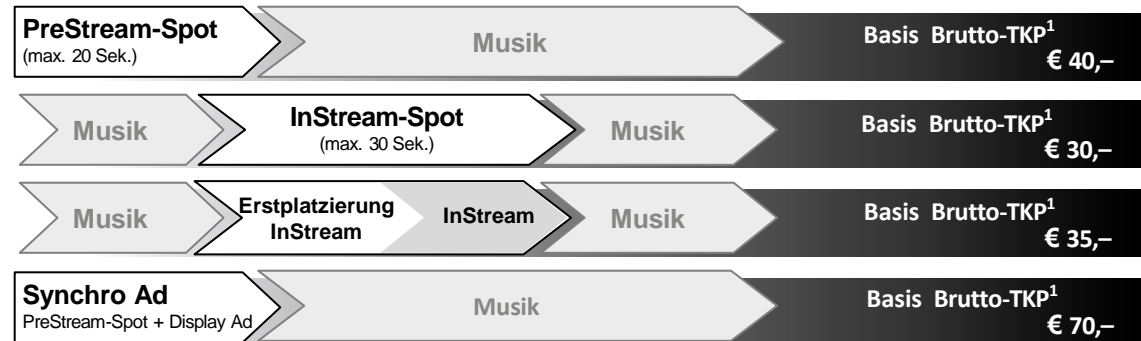 PreStream-Spot
(max. 20 Sek.)
Musik
Basis Brutto-TKP1
€ 40,–
Musik
InStream-Spot
(max. 30 Sek.)
Musik
Basis Brutto-TKP1
€ 30,–
Musik
Erstplatzierung
InStream
InStream
Musik
Basis Brutto-TKP1
€ 35,–
Synchro Ad
PreStream-Spot + Display Ad
Musik
Basis Brutto-TKP1
€ 70,–